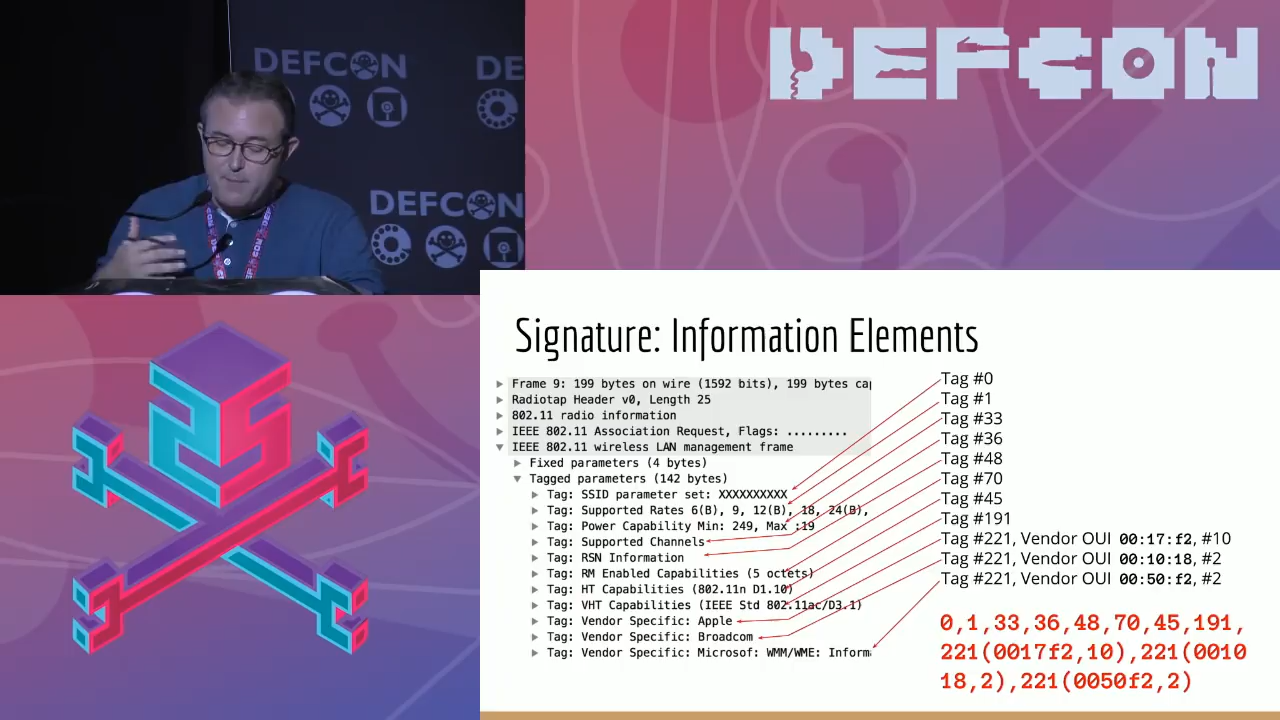 DEFCON
DE
DEFCON
DEFCON
Signature: Information Elements
Frame 9: 199 bytes on wire (1592 bits), 199 bytes cap
Radiotap Header v0, Length 25
802.11 radio information
IEEE 802.11 Association Request, Flags: .........
IEEE 802.11 wireless LAN management frame
Fixed parameters (4 bytes)
Tagged parameters (142 bytes)
Tag: SSID parameter set: XXXXXXXXXX
Tag: Supported Rates 6(B), 9, 12(B), 18, 24(B),
Tag: Power Capability Min: 249, Max :19
Tag: Supported Channels
Tag: RSN Information
Tag: RM Enabled Capabilities (5 octets)
Tag: HT Capabilities (802.11n D1.10)
Tag: VHT Capabilities (IEEE Std 802.11ac/D3.1)
Tag: Vendor Specific: Apple
Tag: Vendor Specific: Broadcom
Tag: Vendor Specific: Microsof: WMM/WME: Inform
Tag #0
Tag #1
Tag #33
Tag #36
Tag #48
Tag #70
Tag #45
Tag #191
Tag #221, Vendor OUI 00:17:f2, #10
Tag #221, Vendor OUI 00:10:18, #2
Tag #221, Vendor OUI 00:50:f2, #2
0,1,33,36,48,70,45,191,
221(0017f2,10),221(0010
18,2),221(0050f2,2)